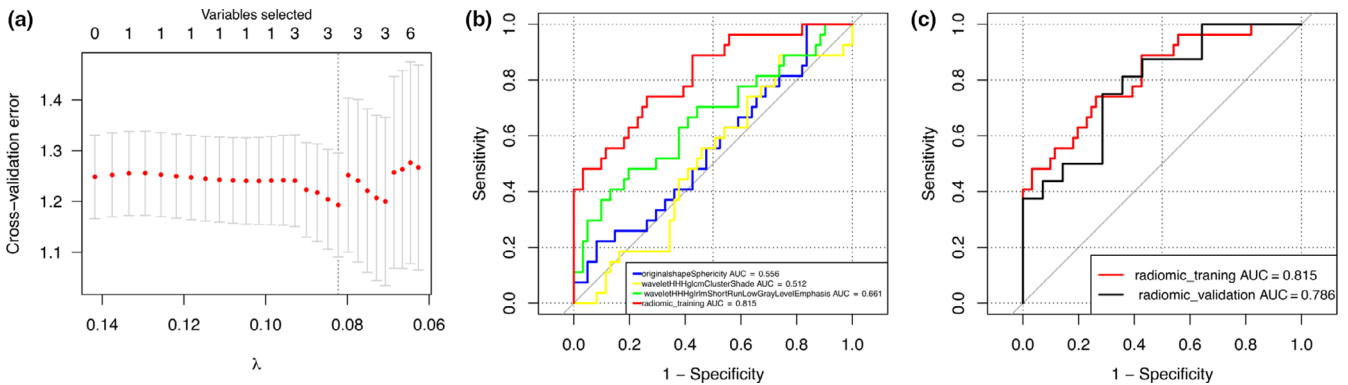 (a)
Variables selected
0 1 1 1 1 1 1 3 3 3 3 6
Cross−validation error
1.4
1.3
1.2
1.1
0.14 0.12 0.10 0.08 0.06
λ
(b)
Sensitivity
1.0
0.8
0.6
0.4
0.2
0.0
originalshapeSphericity AUC = 0.556
waveletHHHglcmClusterShade AUC = 0.512
waveletHHHglrlmShortRunLowGrayLevelEmphasis AUC = 0.661
radiomic_training AUC = 0.815
0.0 0.2 0.4 0.6 0.8 1.0
1 − Specificity
(c)
Sensitivity
1.0
0.8
0.6
0.4
0.2
0.0
radiomic_traning AUC = 0.815
radiomic_validation AUC = 0.786
0.0 0.2 0.4 0.6 0.8 1.0
1 − Specificity